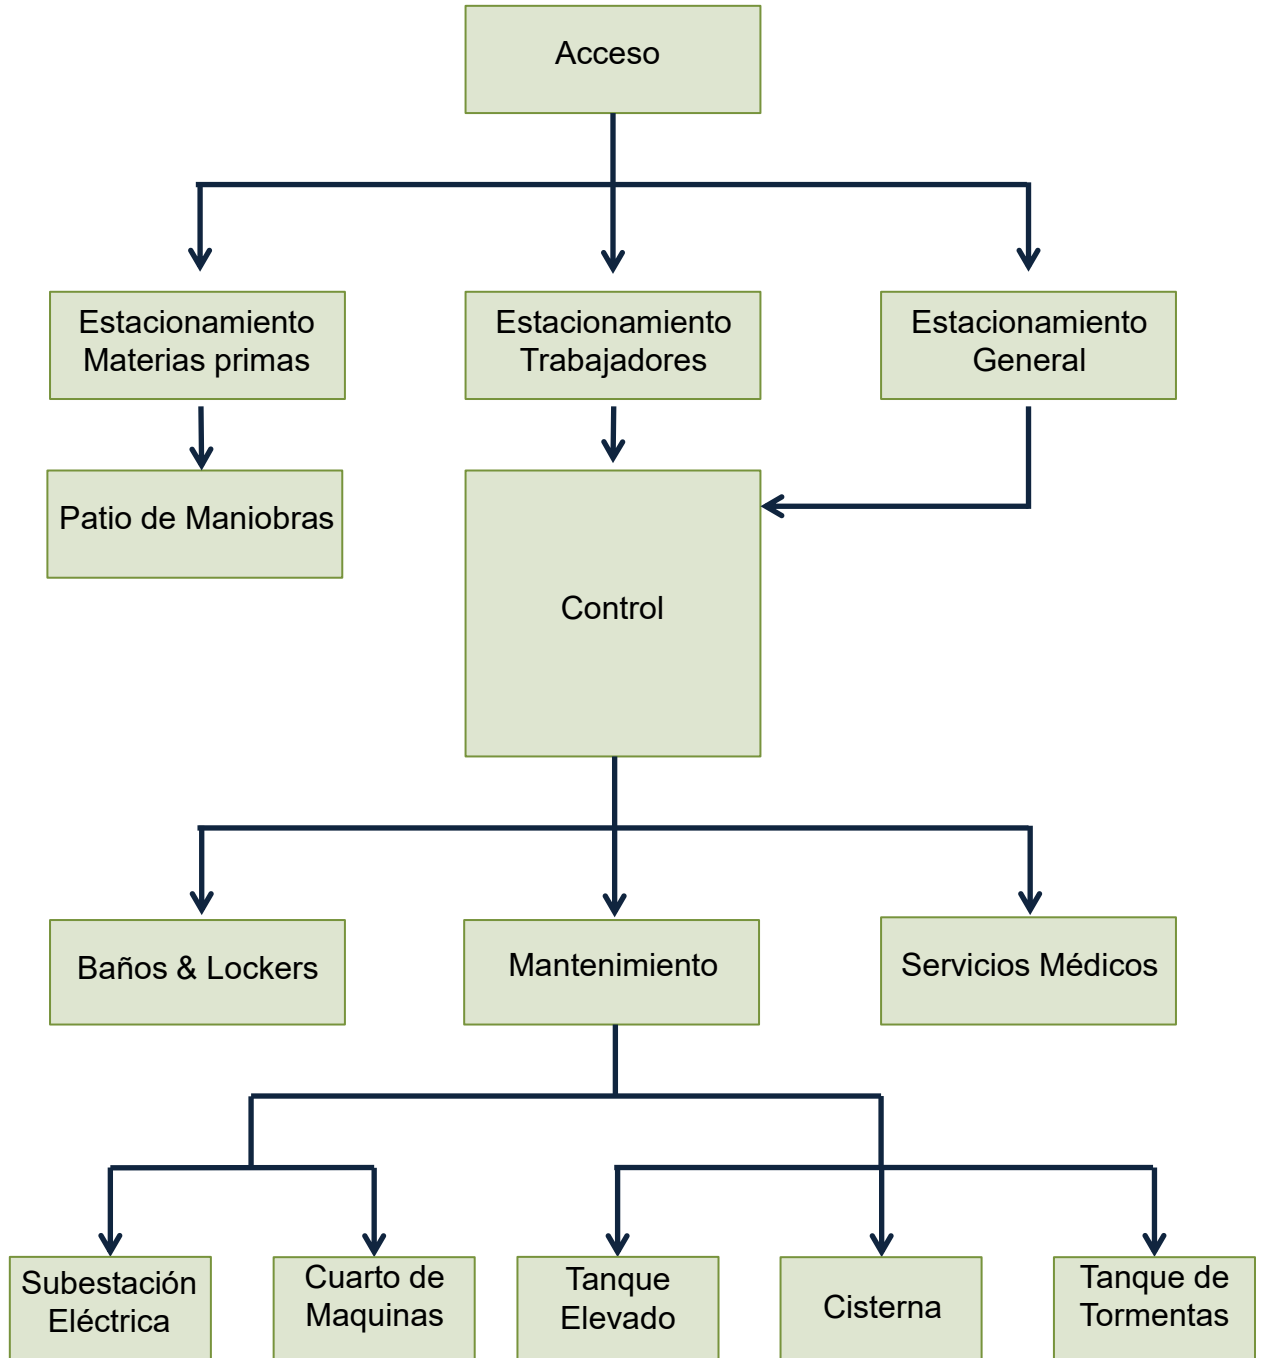 Acceso
Estacionamiento
Materias primas
Estacionamiento
Trabajadores
Estacionamiento
General
Patio de Maniobras
Control
Baños & Lockers
Mantenimiento
Servicios Médicos
Subestación
Eléctrica
Cuarto de
Maquinas
Tanque
Elevado
Cisterna
Tanque de
Tormentas